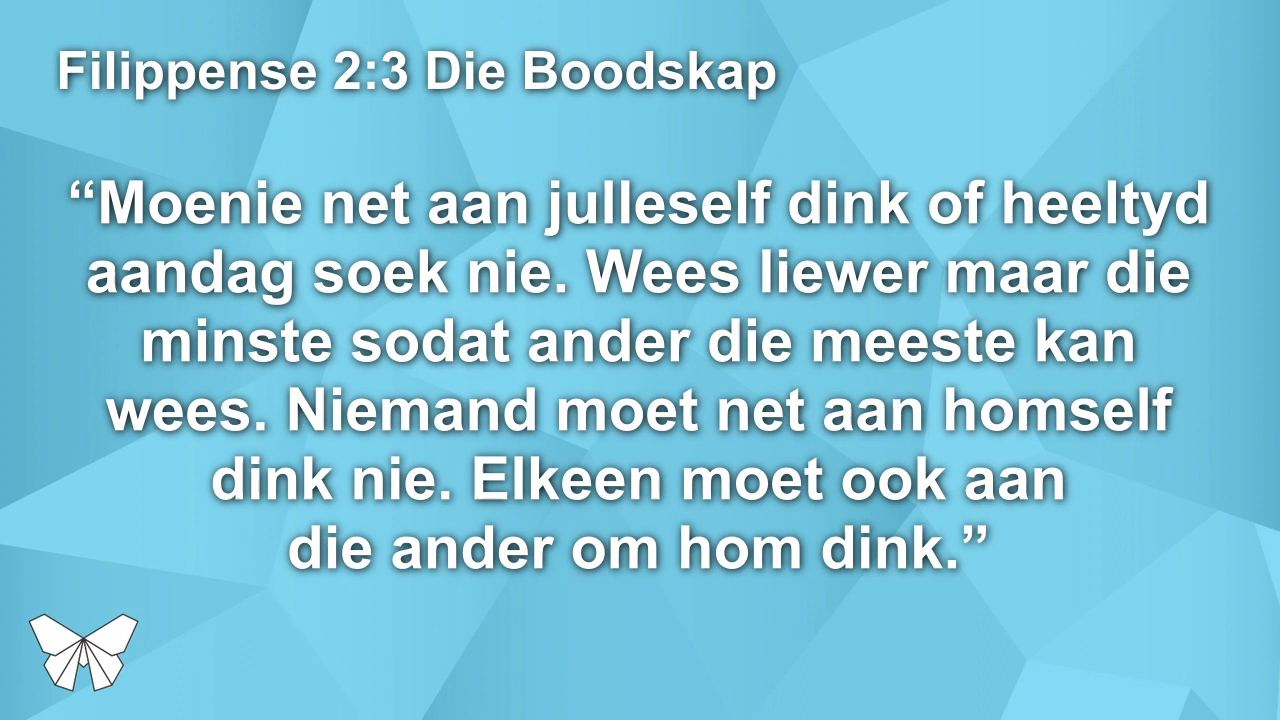 Filippense 2:3 Die Boodskap
“Moenie net aan julleself dink of heeltyd
aandag soek nie. Wees liewer maar die
minste sodat ander die meeste kan
wees. Niemand moet net aan homself
dink nie. Elkeen moet ook aan
die ander om hom dink.”